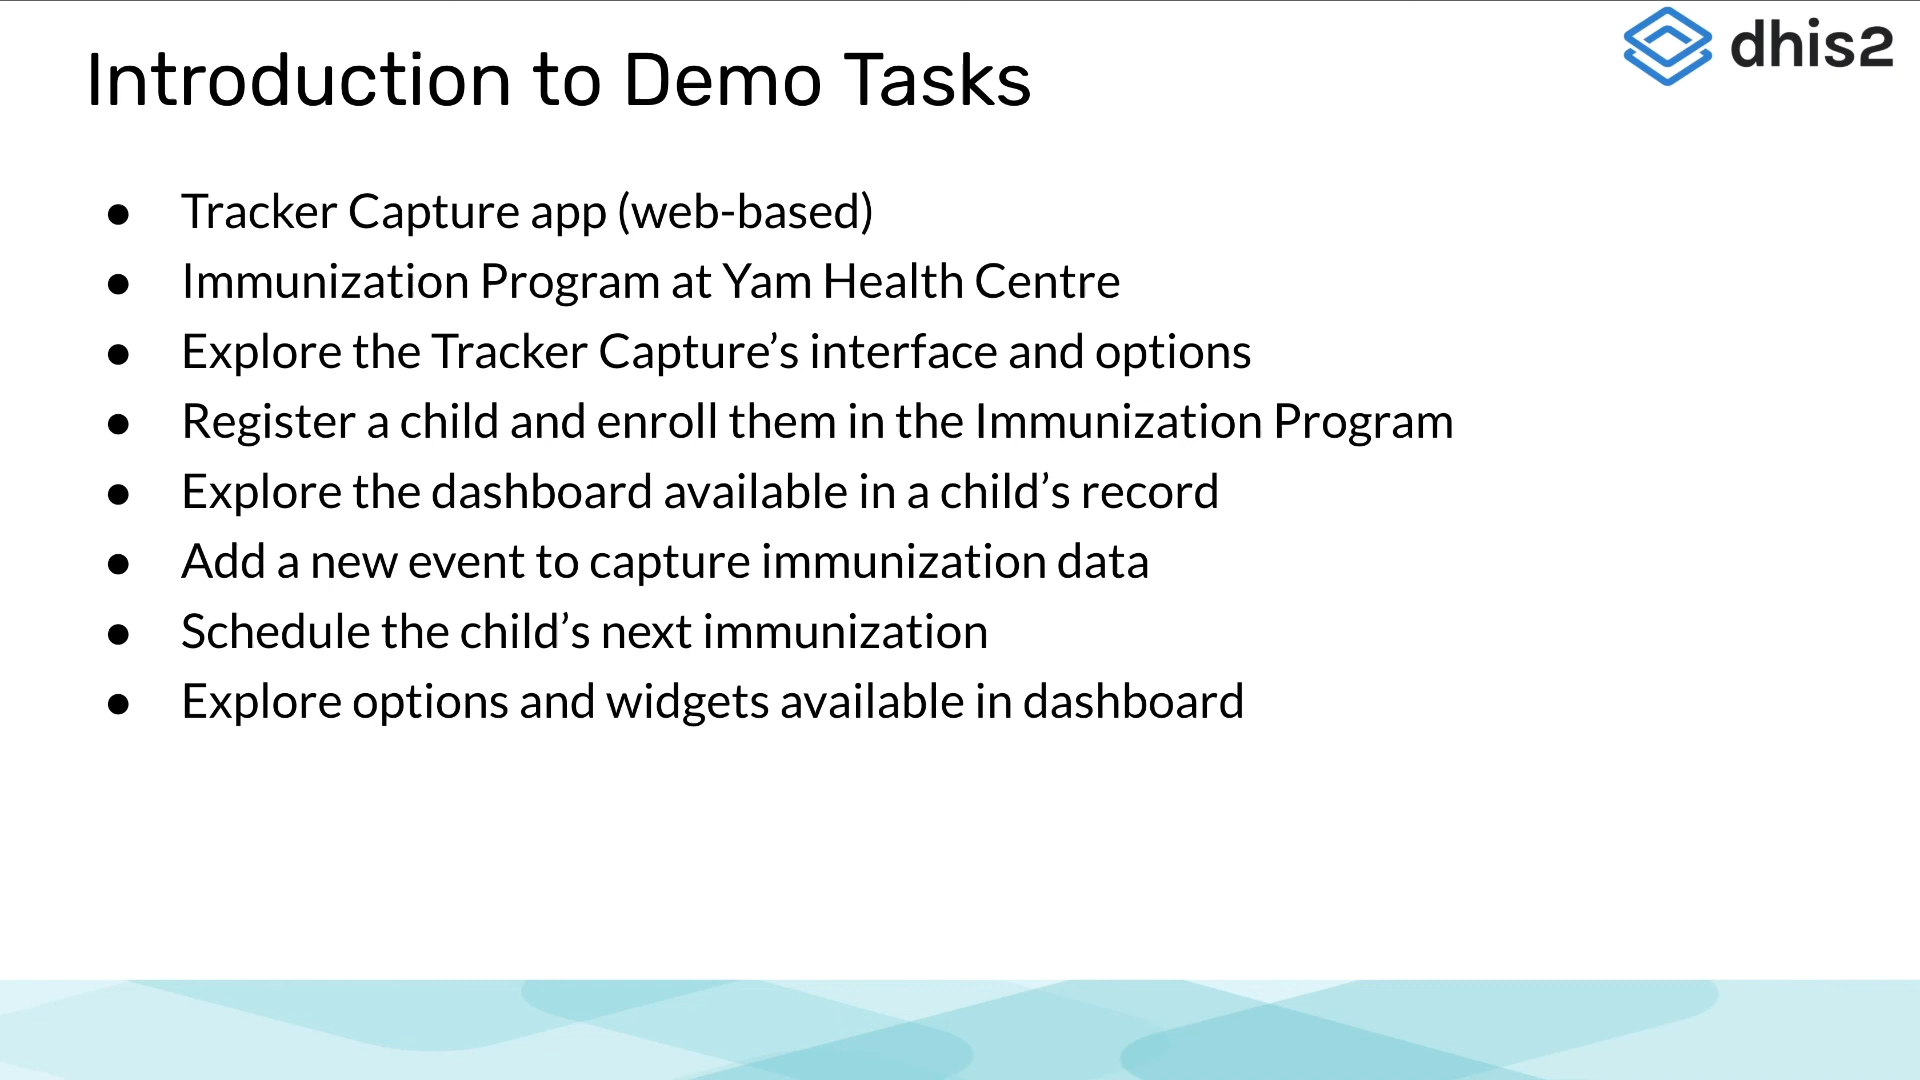 dhis2
Introduction to Demo Tasks
● Tracker Capture app (web-based)
● Immunization Program at Yam Health Centre
● Explore the Tracker Capture’s interface and options
● Register a child and enroll them in the Immunization Program
● Explore the dashboard available in a child’s record
● Add a new event to capture immunization data
● Schedule the child’s next immunization
● Explore options and widgets available in dashboard